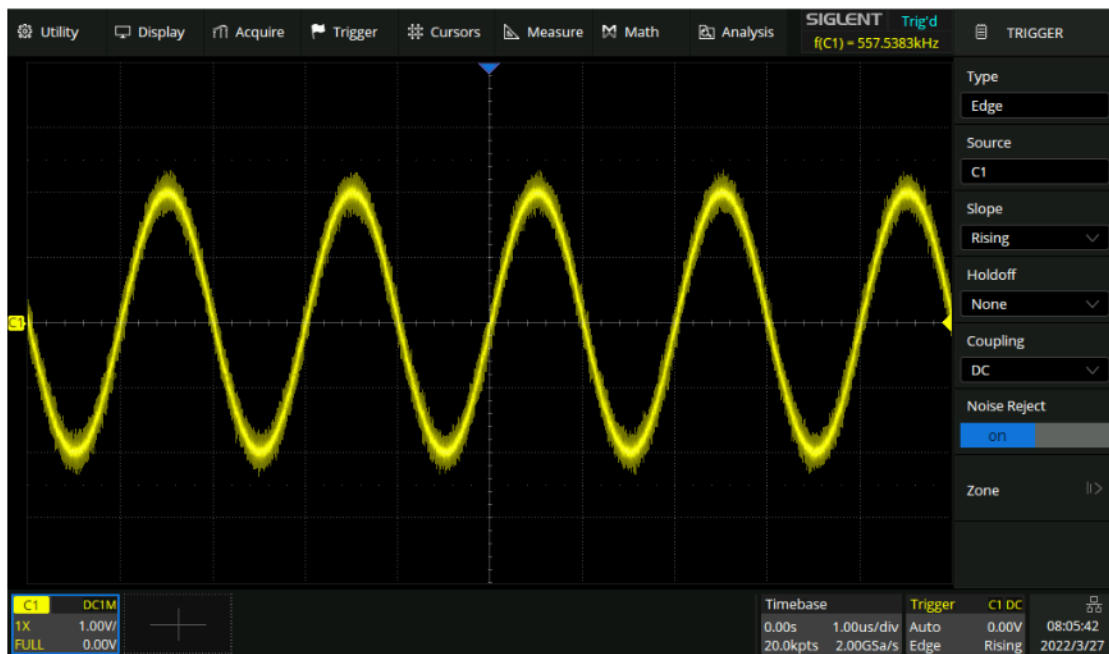 Utility Display Acquire Trigger Cursors Measure Math Analysis
SIGLENT Trig'd
f(C1) = 557.5383kHz
TRIGGER
Type
Edge
Source
C1
Slope
Rising
Holdoff
None
Coupling
DC
Noise Reject
on
Zone
C1
C1 DC1M
1X 1.00V/
FULL 0.00V
Timebase
0.00s 1.00us/div
20.0kpts 2.00GSa/s
Trigger C1 DC
Auto 0.00V
Edge Rising
08:05:42
2022/3/27